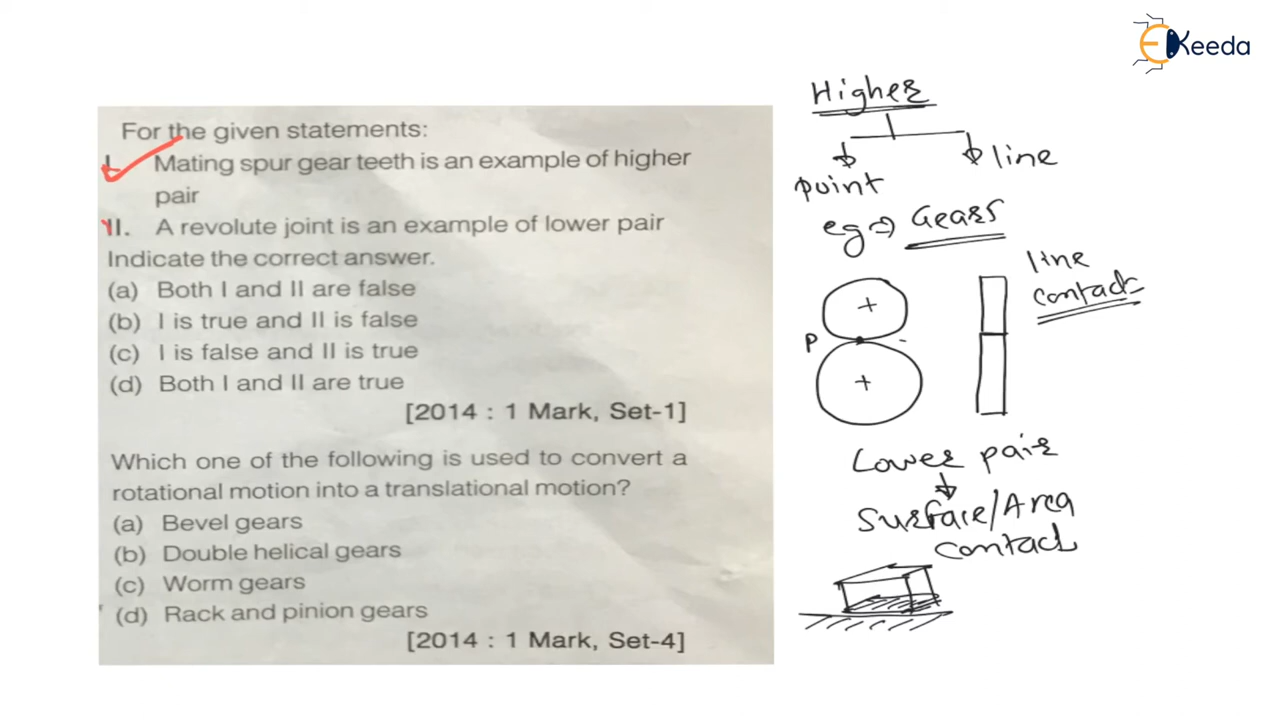 EKeeda
For the given statements:
I. Mating spur gear teeth is an example of higher
pair
II. A revolute joint is an example of lower pair
Indicate the correct answer.
(a) Both I and II are false
(b) I is true and II is false
(c) I is false and II is true
(d) Both I and II are true
[2014 : 1 Mark, Set-1]
Which one of the following is used to convert a
rotational motion into a translational motion?
(a) Bevel gears
(b) Double helical gears
(c) Worm gears
(d) Rack and pinion gears
[2014 : 1 Mark, Set-4]
Higher
point
line
eg ⇒ Gears
line
contact
P
Lower pair
Surface/Area
contact